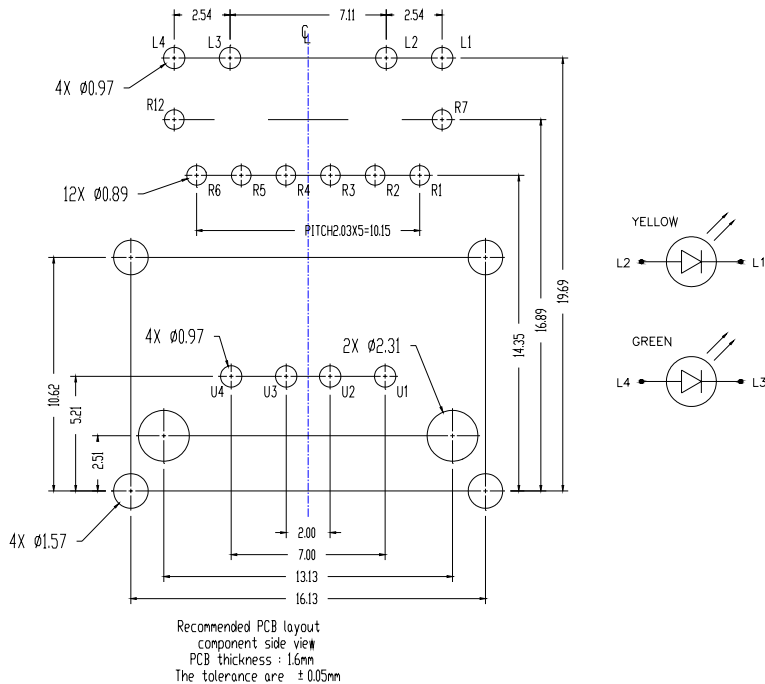 2.54 7.11 2.54
L4 L3 ℄ L2 L1
4X Ø0.97
R12 R7
12X Ø0.89
R6 R5 R4 R3 R2 R1
PITCH2.03X5=10.15
YELLOW
L2 L1
GREEN
L4 L3
4X Ø0.97
2X Ø2.31
U4 U3 U2 U1
10.62
5.21
2.51
14.35
16.89
19.69
4X Ø1.57
2.00
7.00
13.13
16.13
Recommended PCB layout
component side view
PCB thickness : 1.6mm
The tolerance are ±0.05mm